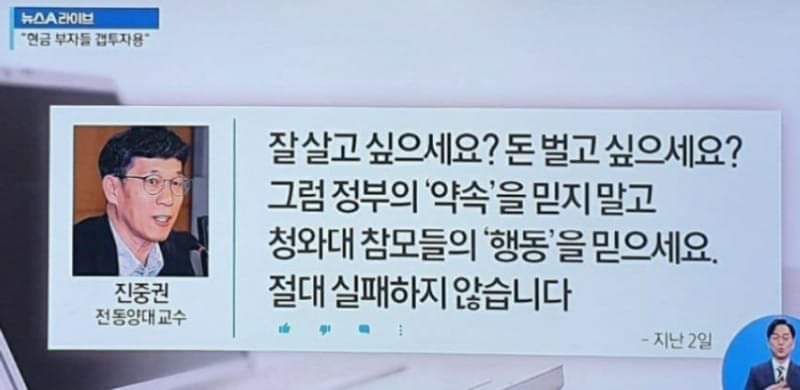 뉴스A 라이브
"현금 부자들 갭투자용"
잘 살고 싶으세요? 돈 벌고 싶으세요?
그럼 정부의 '약속'을 믿지 말고
청와대 참모들의 '행동'을 믿으세요.
절대 실패하지 않습니다
진중권
전 동양대 교수
- 지난 2일